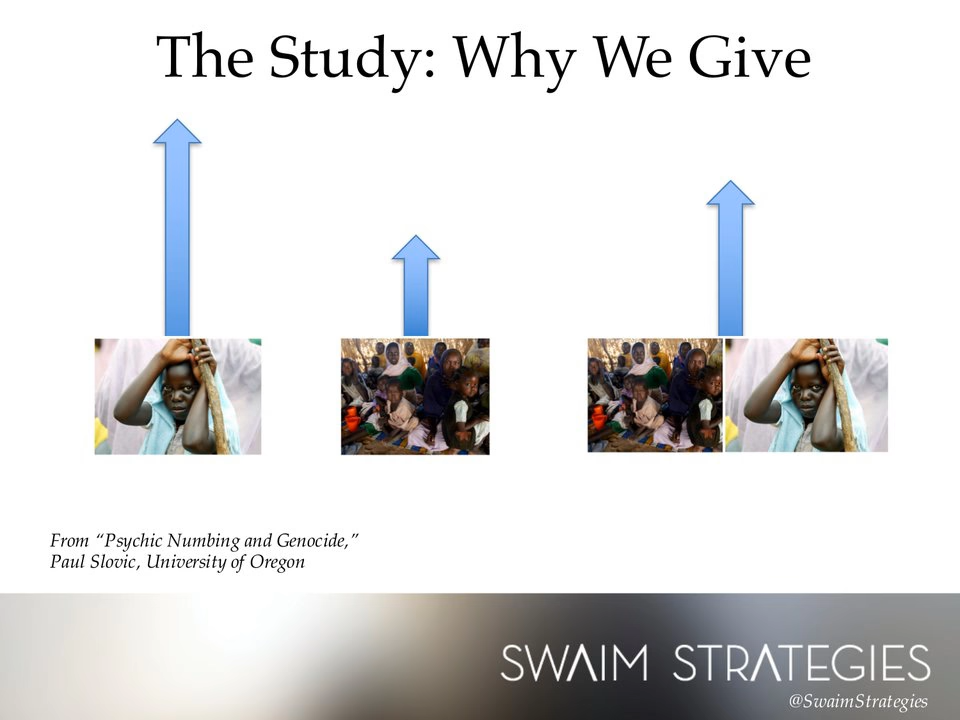 The Study: Why We Give
From “Psychic Numbing and Genocide,”
Paul Slovic, University of Oregon
SWAIM STRATEGIES
@SwaimStrategies